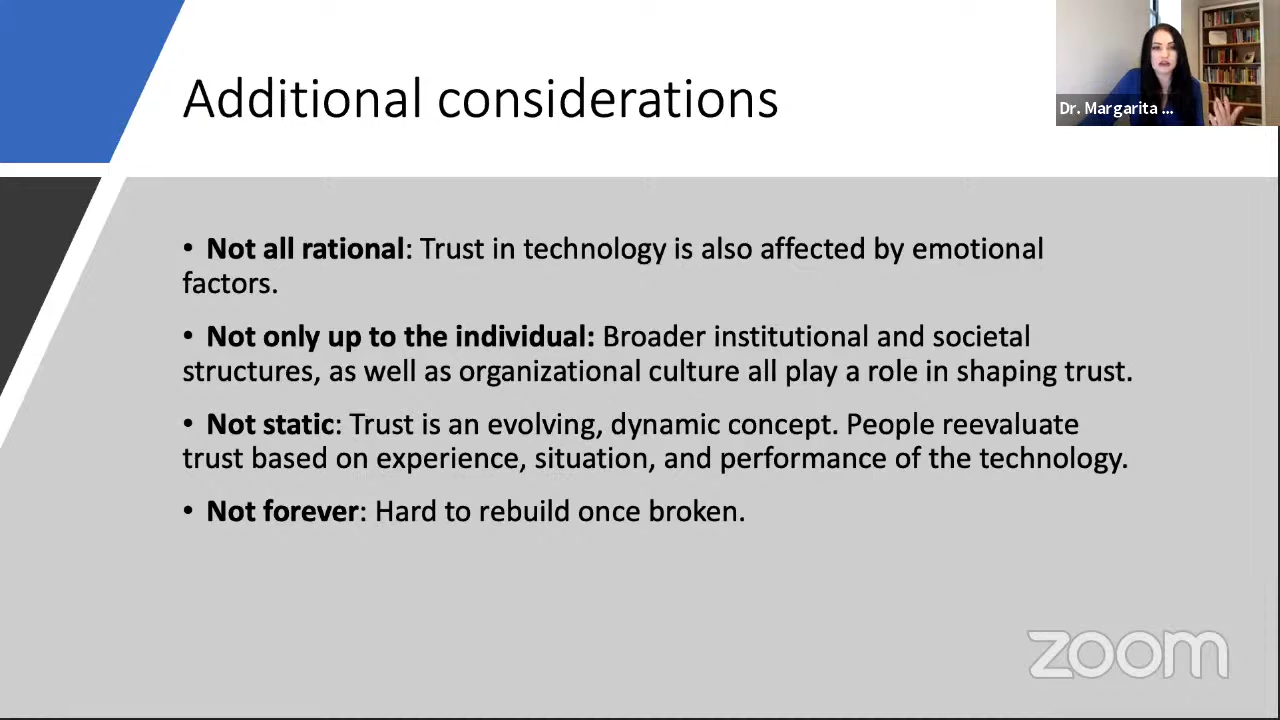 Additional considerations
Dr. Margarita ...
• Not all rational: Trust in technology is also affected by emotional
factors.
• Not only up to the individual: Broader institutional and societal
structures, as well as organizational culture all play a role in shaping trust.
• Not static: Trust is an evolving, dynamic concept. People reevaluate
trust based on experience, situation, and performance of the technology.
• Not forever: Hard to rebuild once broken.
zoom